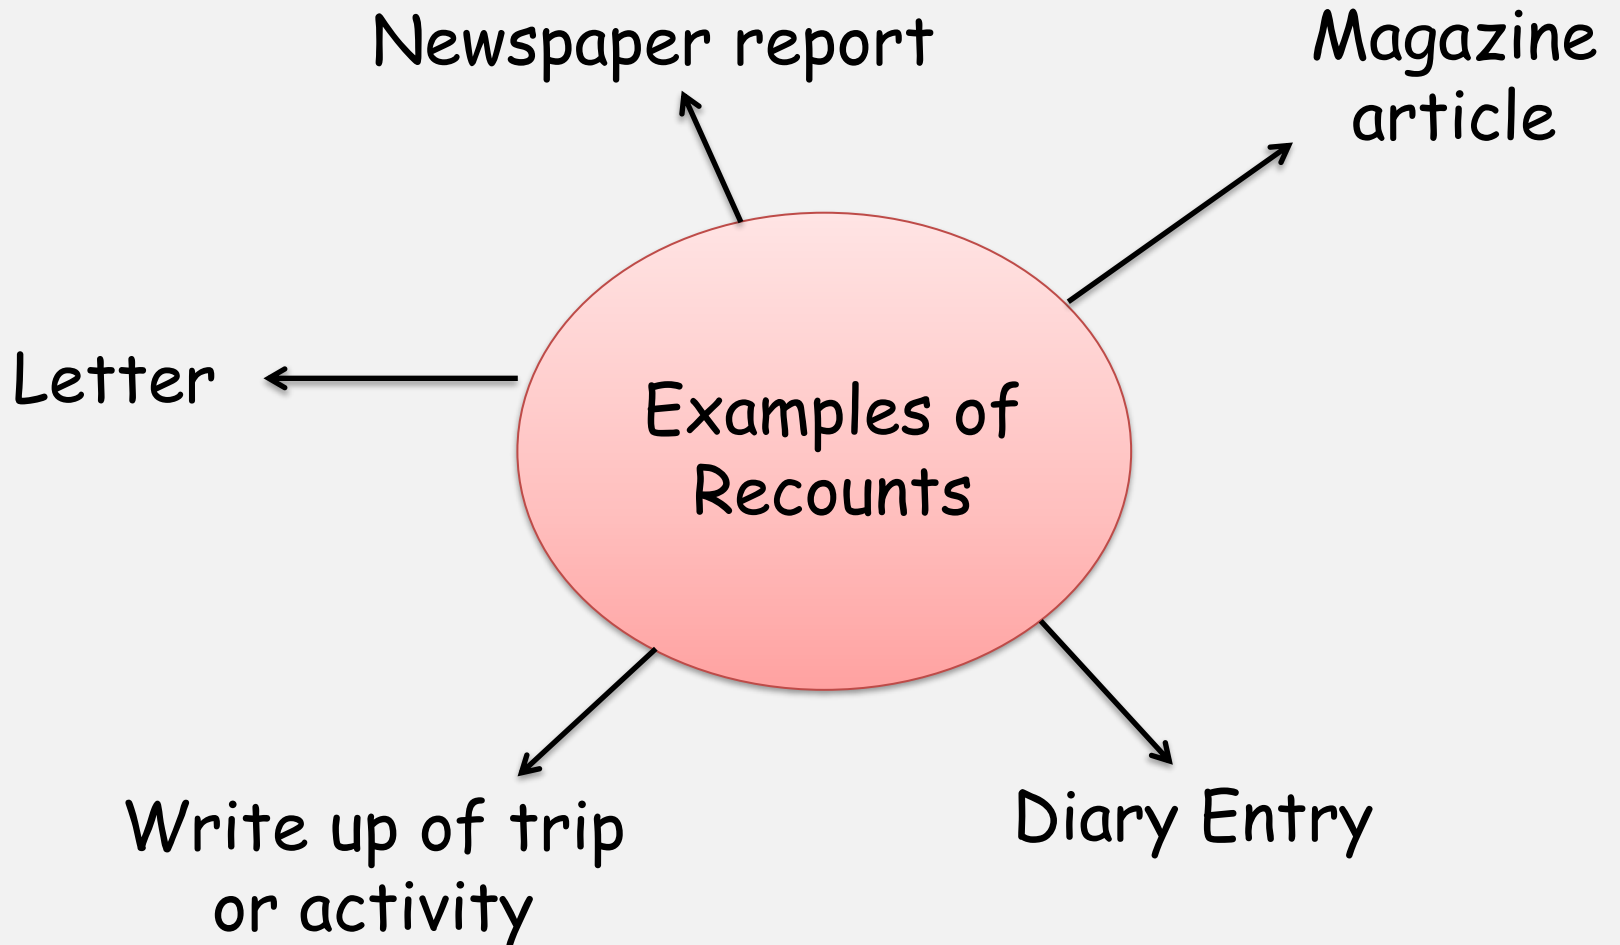 Newspaper report
Magazine
article
Letter
Examples of
Recounts
Write up of trip
or activity
Diary Entry